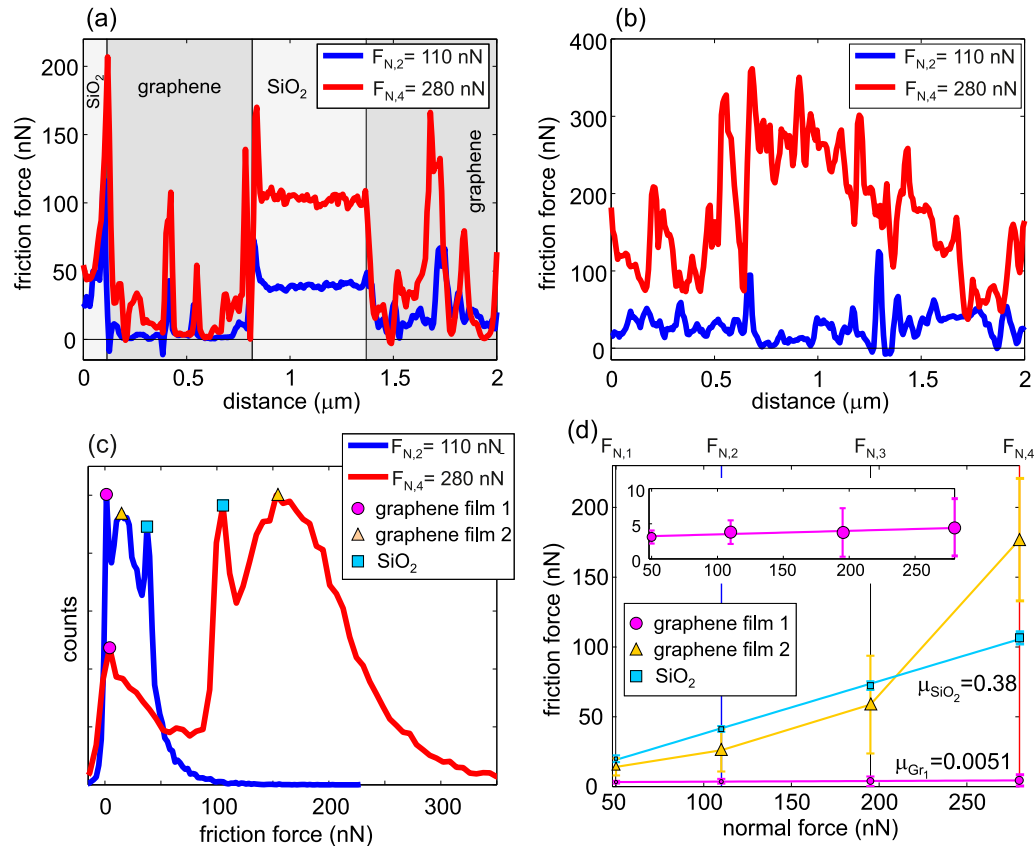 (a)
200
150
100
50
0
friction force (nN)
SiO₂
graphene
SiO₂
graphene
F_N,2= 110 nN
F_N,4= 280 nN
0
0.5
1
1.5
2
distance (μm)
(b)
400
300
200
100
0
friction force (nN)
F_N,2= 110 nN
F_N,4= 280 nN
0
0.5
1
1.5
2
distance (μm)
(c)
counts
F_N,2= 110 nN
F_N,4= 280 nN
graphene film 1
graphene film 2
SiO₂
0
100
200
300
friction force (nN)
(d)
F_N,1
F_N,2
F_N,3
F_N,4
200
150
100
50
0
friction force (nN)
10
5
0
50
100
150
200
250
graphene film 1
graphene film 2
SiO₂
μ_SiO₂=0.38
μ_Gr₁=0.0051
50
100
150
200
250
normal force (nN)